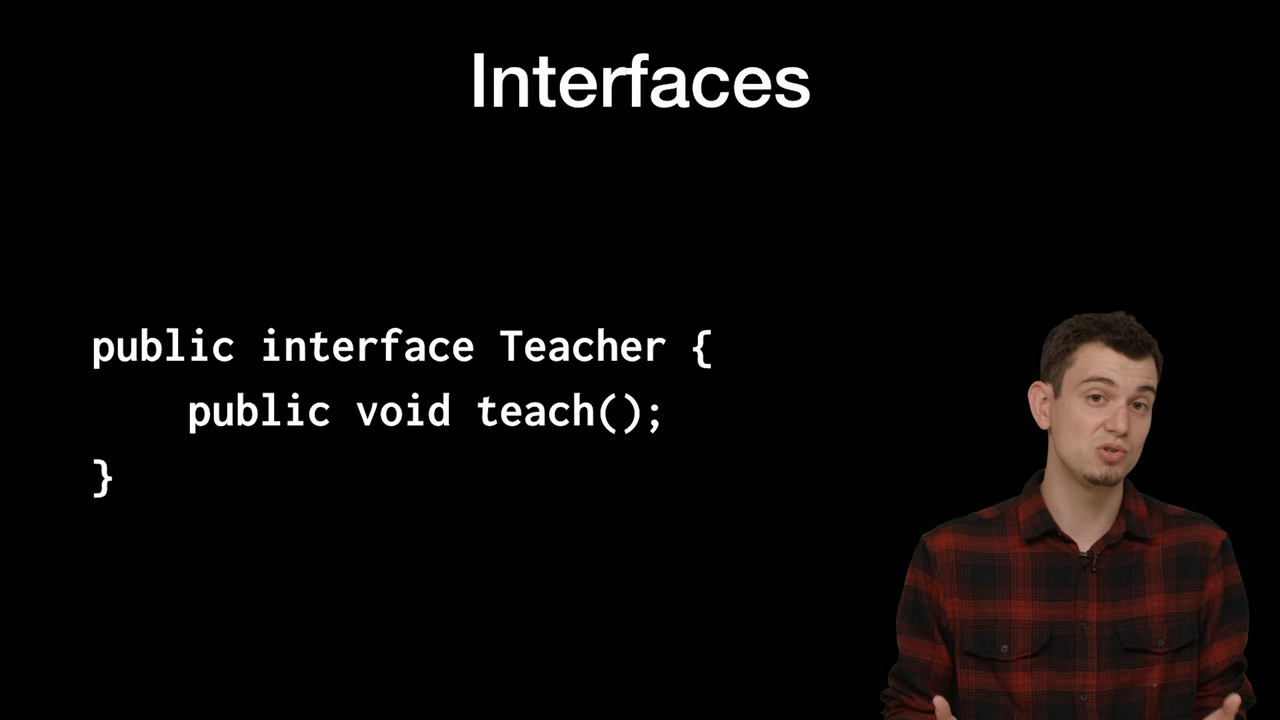 Interfaces
public interface Teacher {
    public void teach();
}